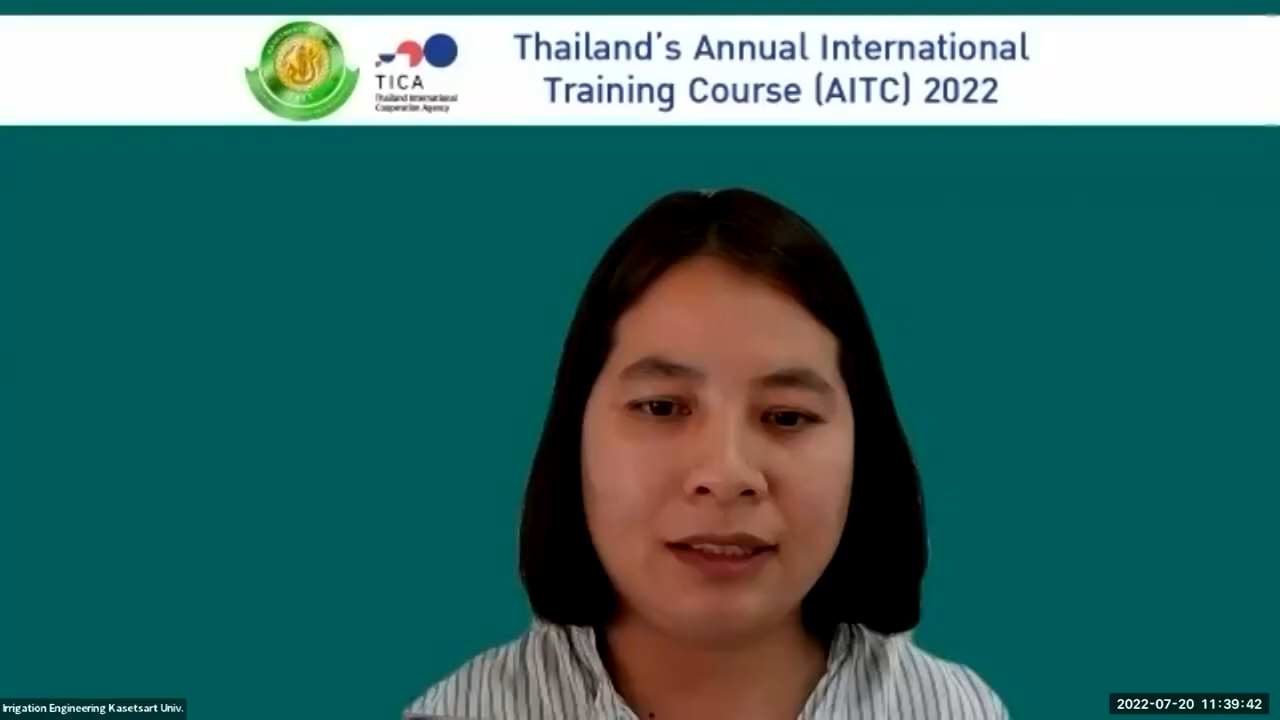 Thailand's Annual International
Training Course (AITC) 2022
TICA
Thailand International
Cooperation Agency
Irrigation Engineering Kasetsart Univ.
2022-07-20 11:39:42